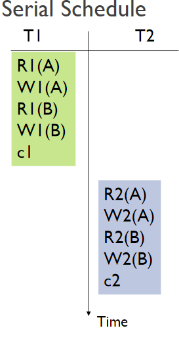 Serial Schedule
T1 T2
R1(A)
W1(A)
R1(B)
W1(B)
c1
R2(A)
W2(A)
R2(B)
W2(B)
c2
Time